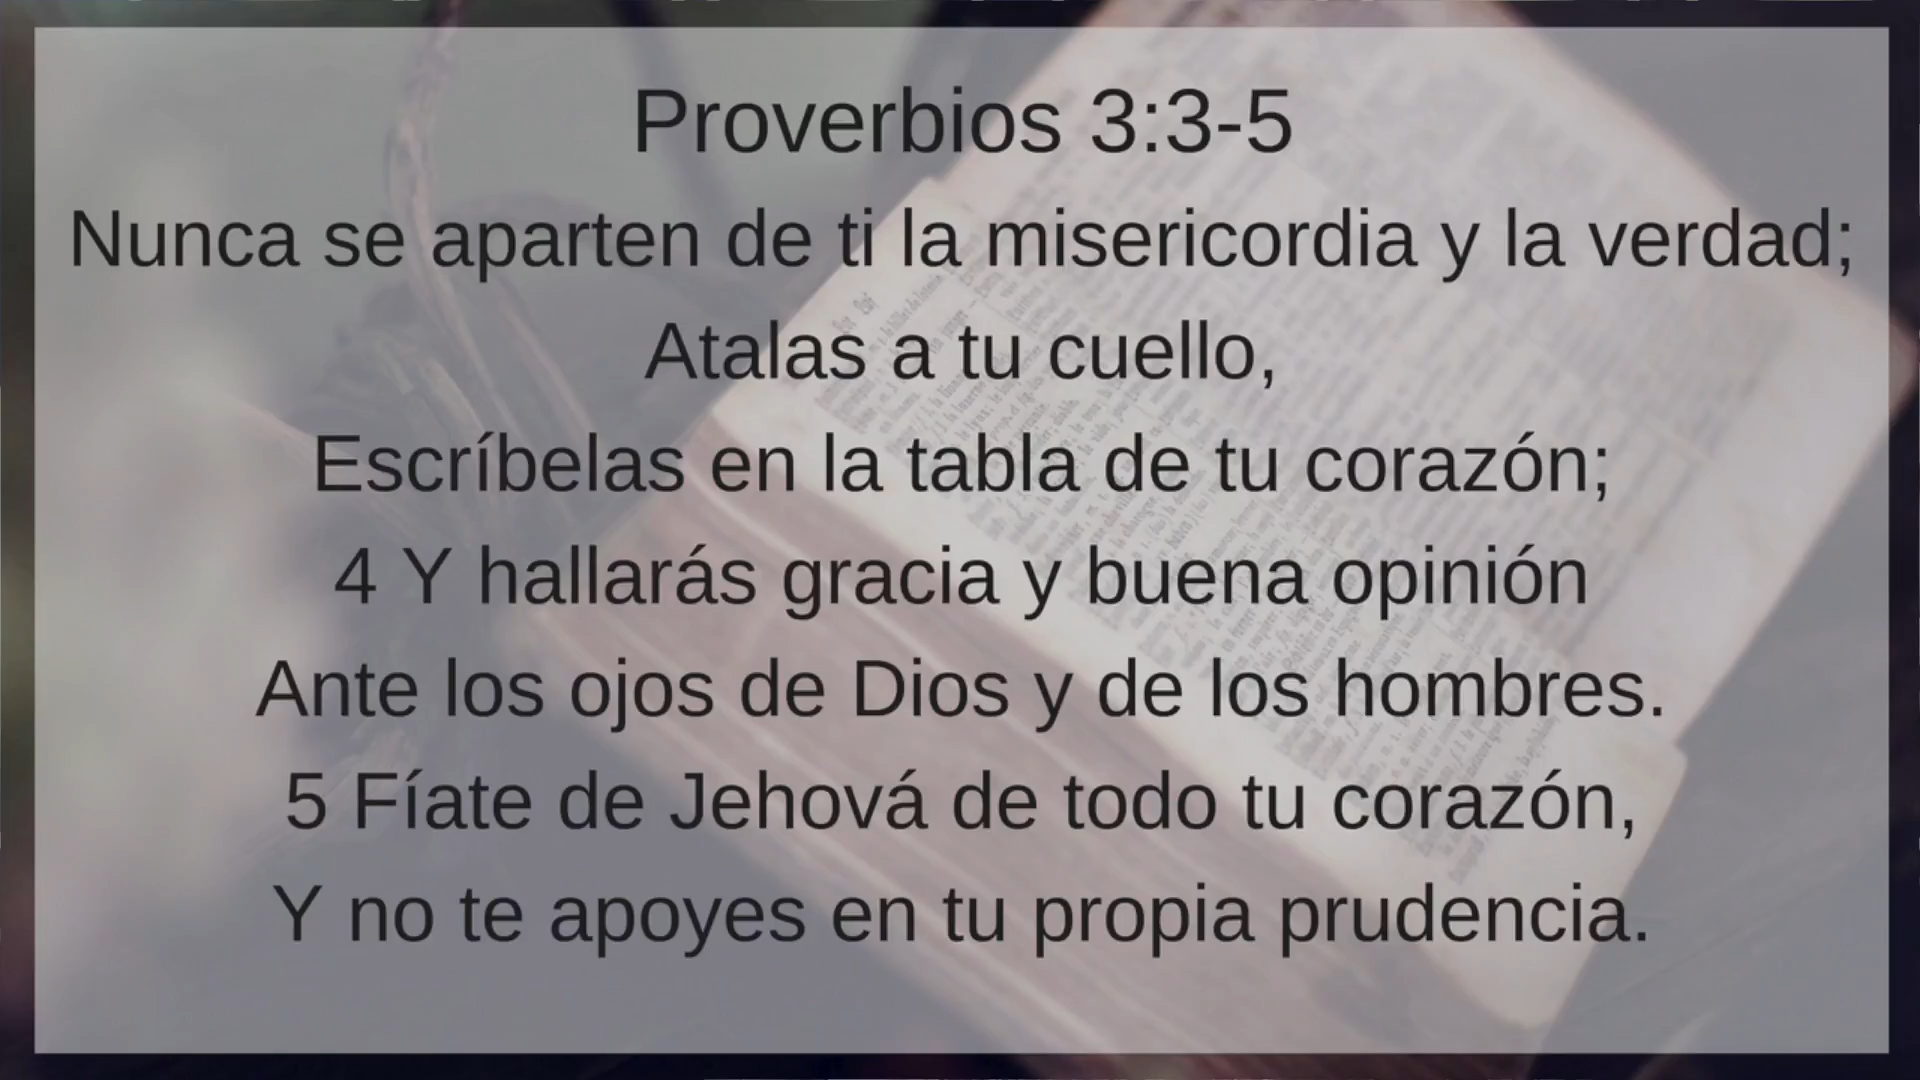 Proverbios 3:3-5
Nunca se aparten de ti la misericordia y la verdad;
Atalas a tu cuello,
Escríbelas en la tabla de tu corazón;
4 Y hallarás gracia y buena opinión
Ante los ojos de Dios y de los hombres.
5 Fíate de Jehová de todo tu corazón,
Y no te apoyes en tu propia prudencia.